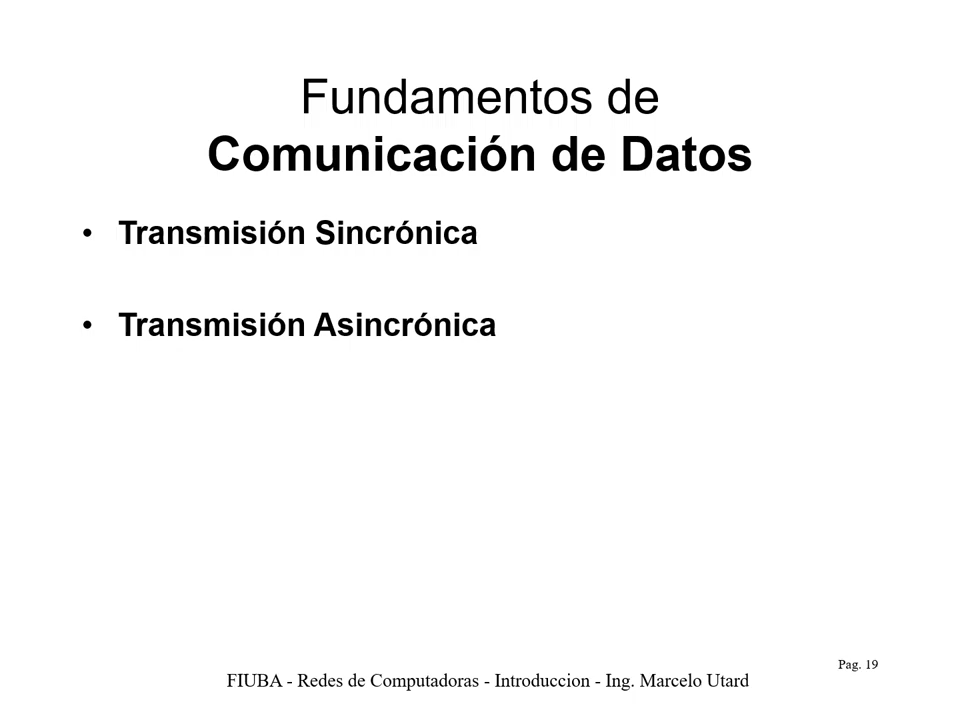 Fundamentos de
Comunicación de Datos
• Transmisión Sincrónica
• Transmisión Asincrónica
Pag. 19
FIUBA - Redes de Computadoras - Introduccion - Ing. Marcelo Utard